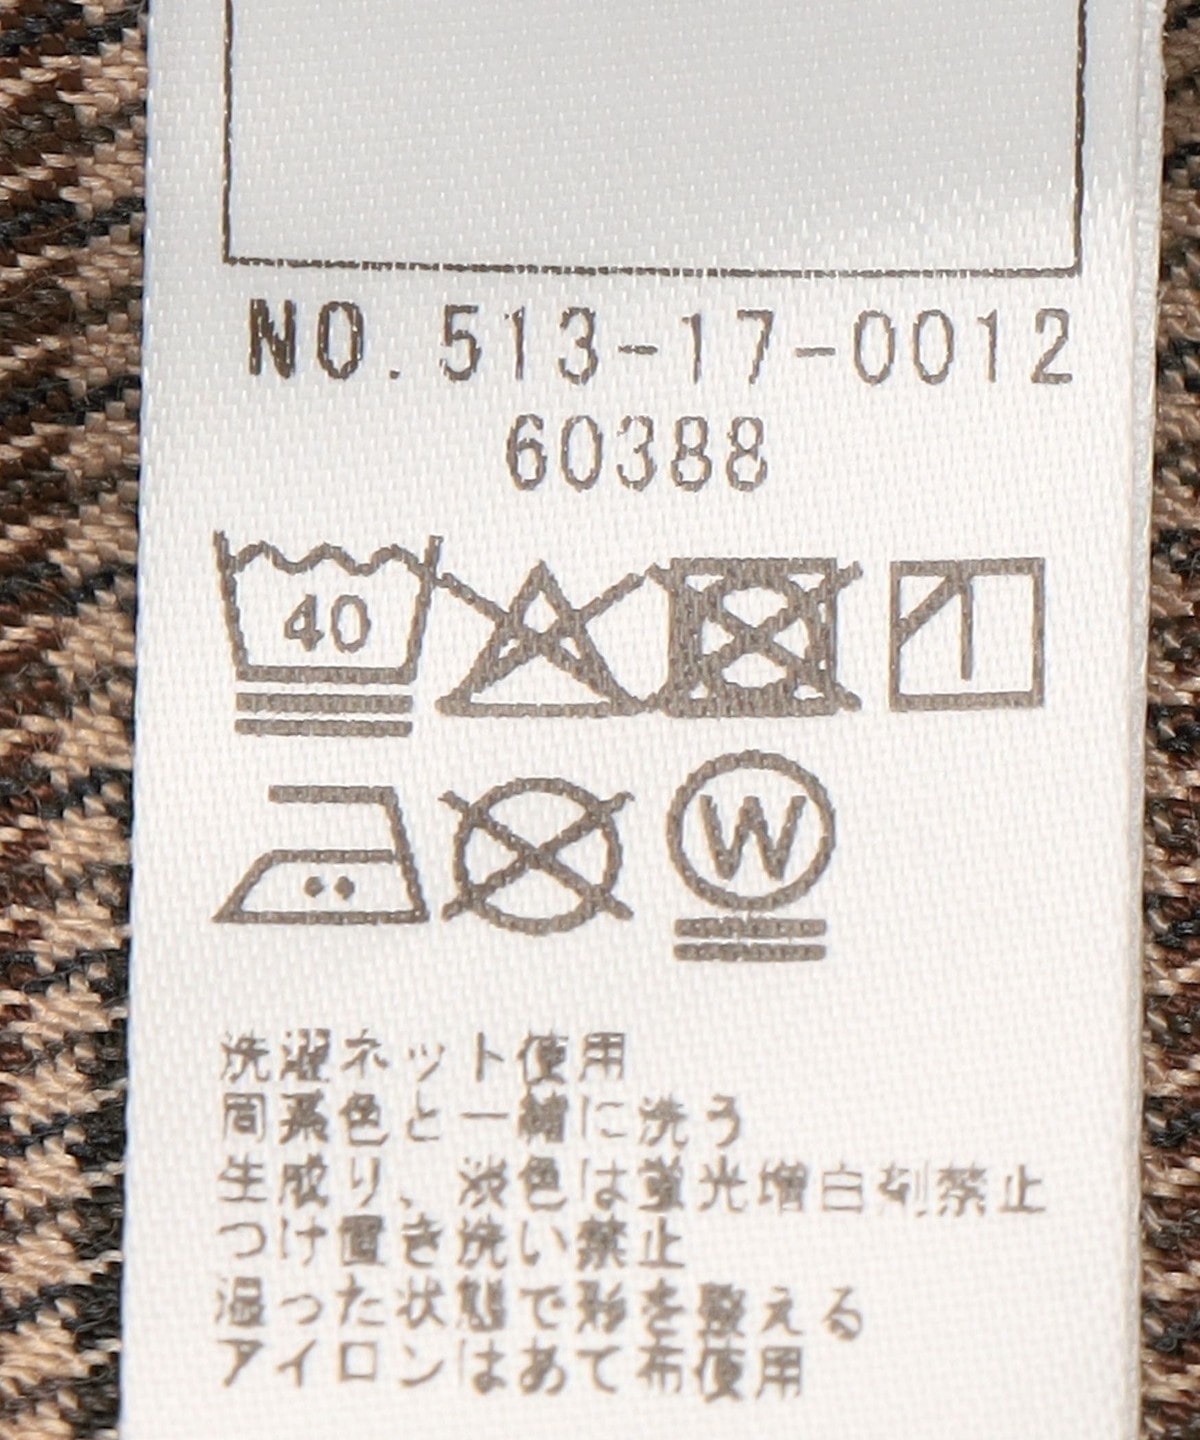 NO.513-17-0012
60388
40
W
洗濯ネット使用
同系色と一緒に洗う
生成り、淡色は蛍光増白剤禁止
つけ置き洗い禁止
湿った状態で形を整える
アイロンはあて布使用